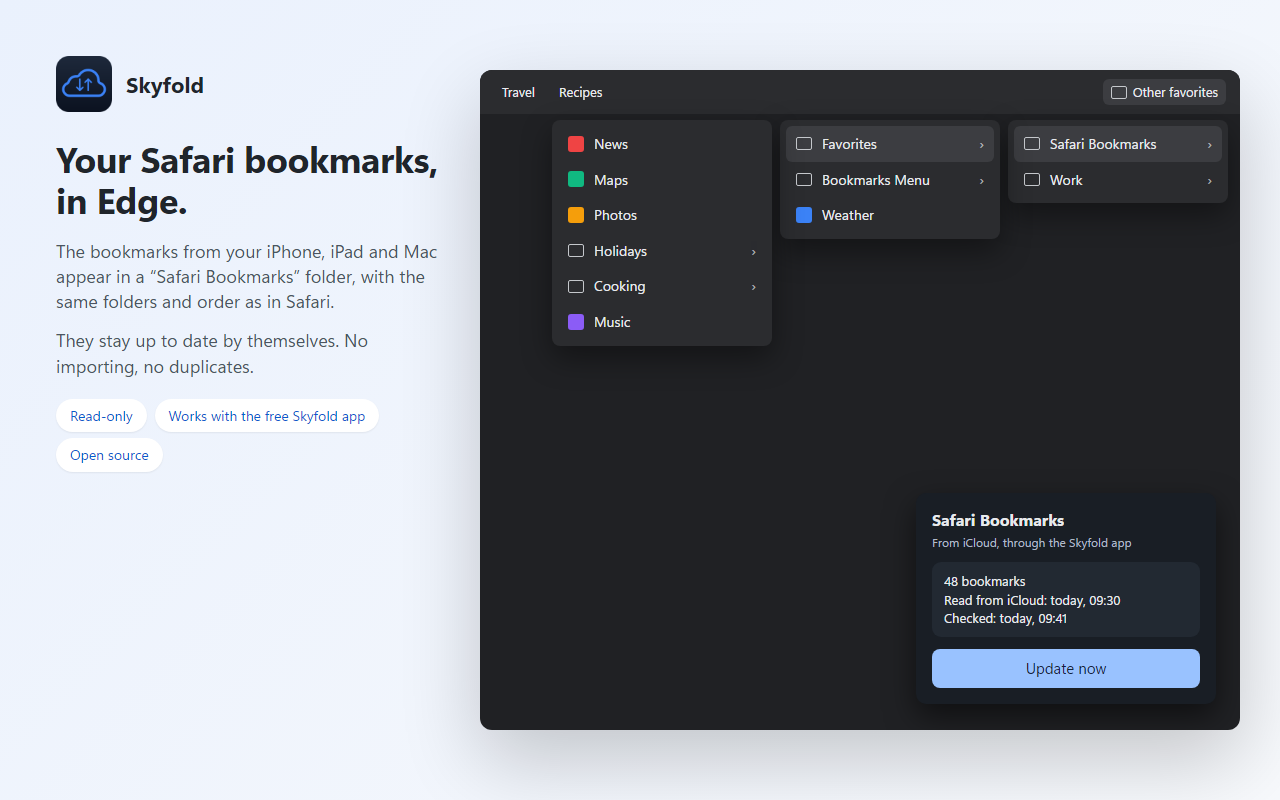 Skyfold
Your Safari bookmarks,
in Edge.
The bookmarks from your iPhone, iPad and Mac
appear in a “Safari Bookmarks” folder, with the
same folders and order as in Safari.
They stay up to date by themselves. No
importing, no duplicates.
Read-only
Works with the free Skyfold app
Open source
Travel
Recipes
Other favorites
News
Maps
Photos
Holidays
Cooking
Music
Favorites
Bookmarks Menu
Weather
Safari Bookmarks
Work
Safari Bookmarks
From iCloud, through the Skyfold app
48 bookmarks
Read from iCloud: today, 09:30
Checked: today, 09:41
Update now